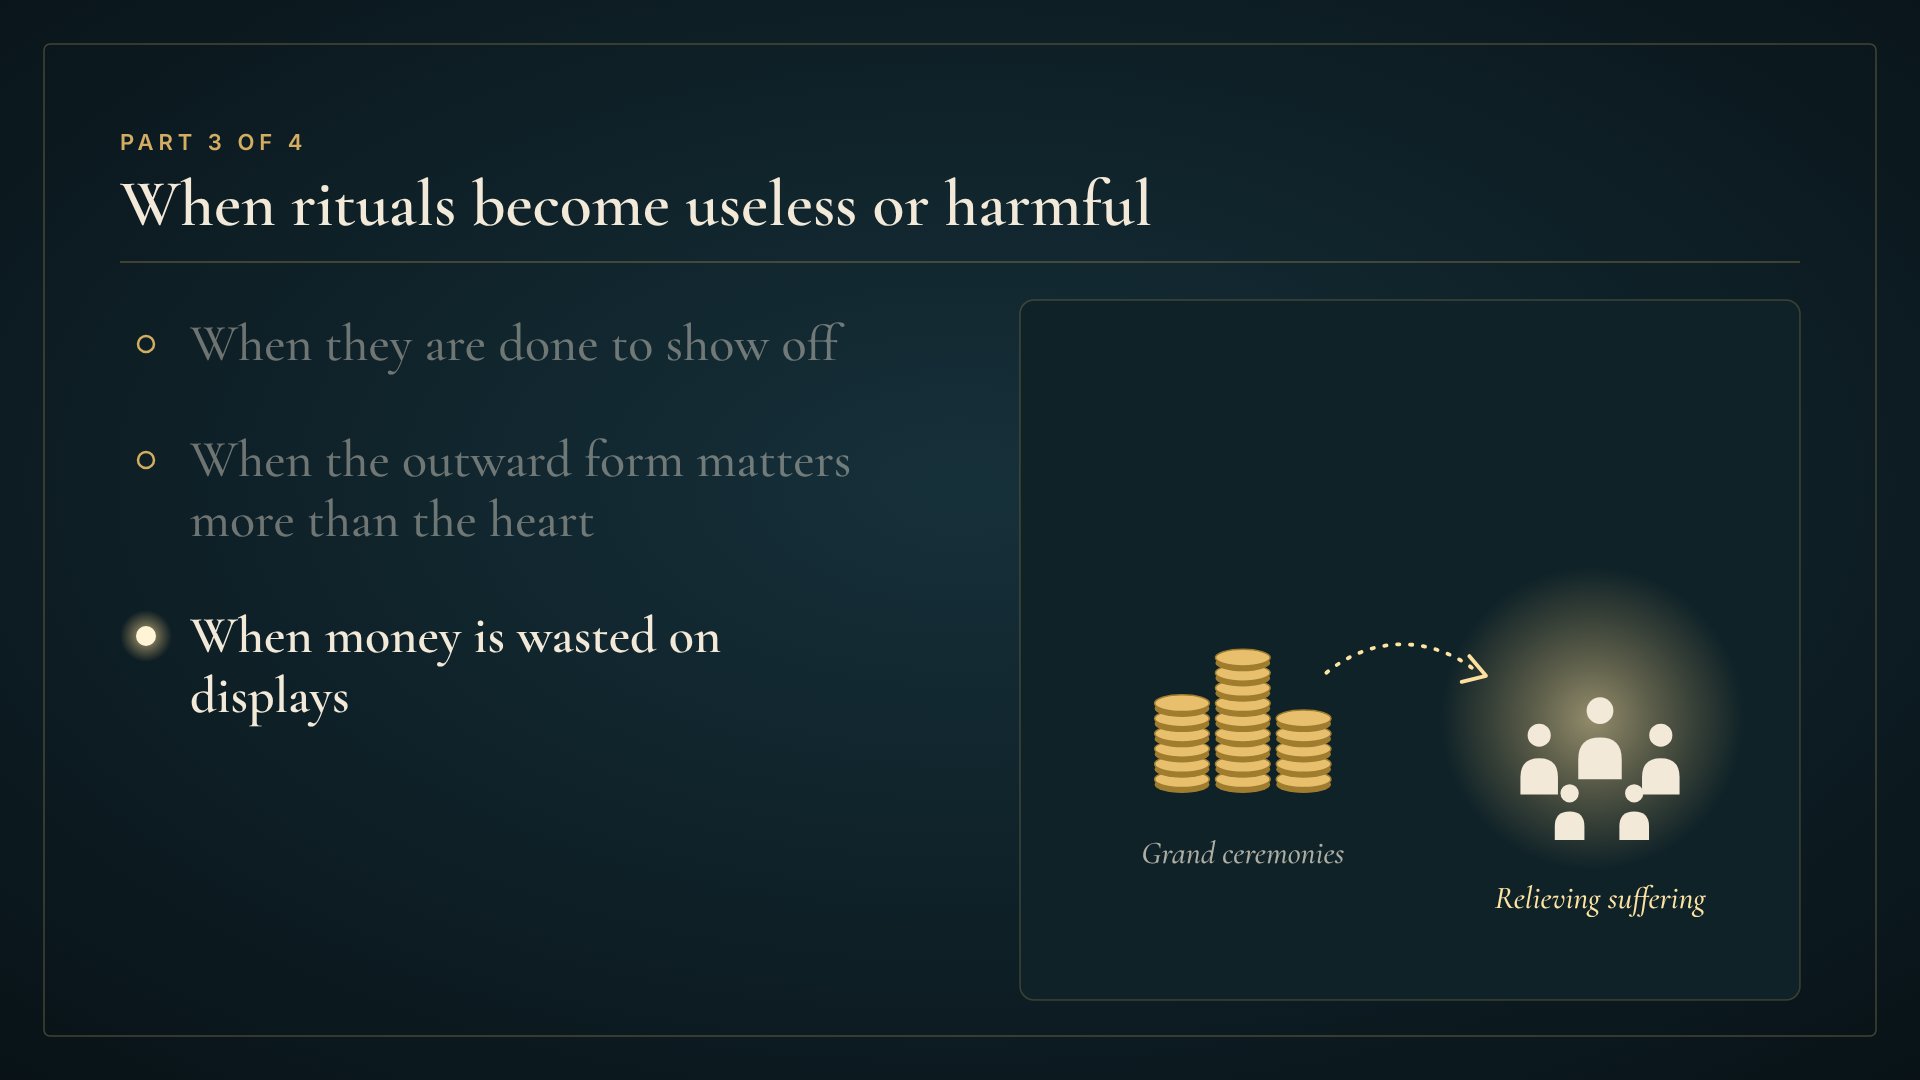 PART 3 OF 4
When rituals become useless or harmful
When they are done to show off
When the outward form matters
more than the heart
When money is wasted on
displays
Grand ceremonies
Relieving suffering